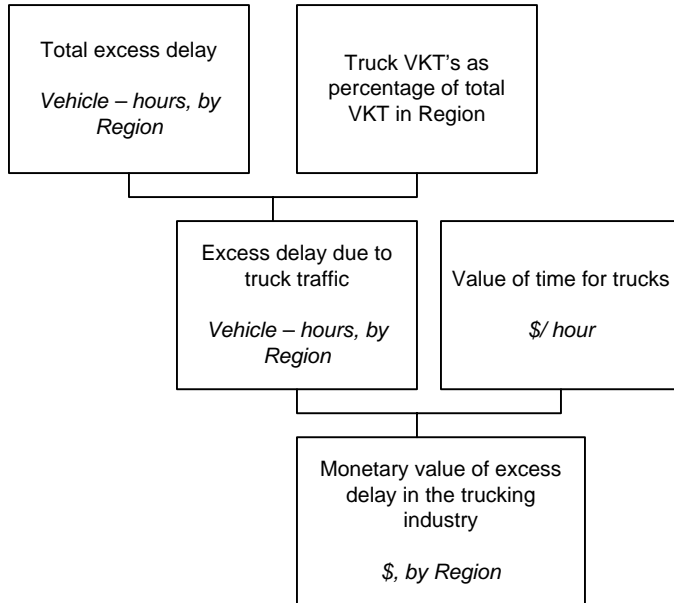 Total excess delay
Vehicle – hours, by
Region
Truck VKT’s as
percentage of total
VKT in Region
Excess delay due to
truck traffic
Vehicle – hours, by
Region
Value of time for trucks
$/ hour
Monetary value of excess
delay in the trucking
industry
$, by Region